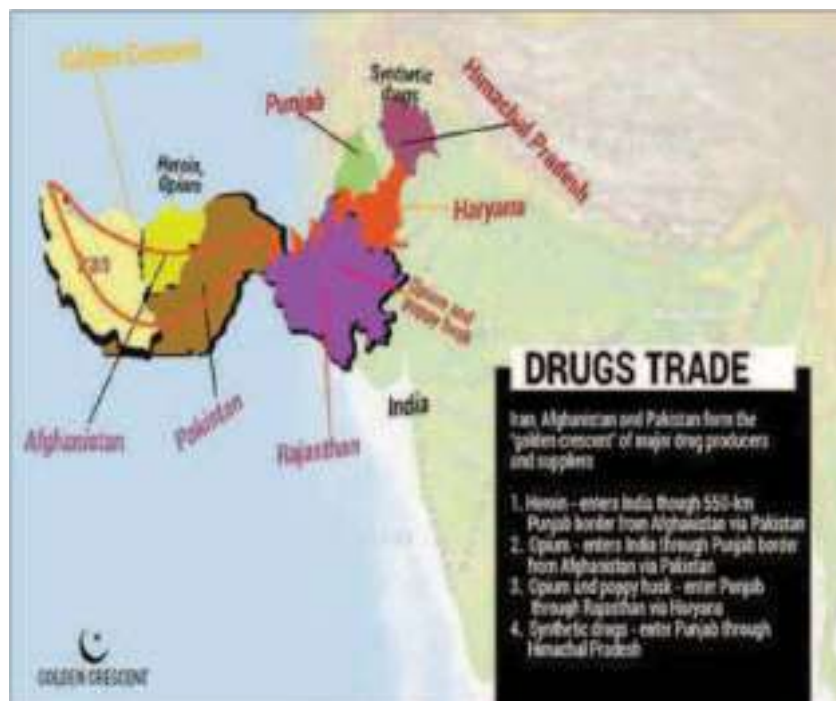 Golden Crescent
Synthetic
drugs
Himachal Pradesh
Punjab
Heroin,
Opium
Haryana
Iran
Opium and
poppy husk
Afghanistan
Pakistan
Rajasthan
India
DRUGS TRADE
Iran, Afghanistan and Pakistan form the
'golden crescent' of major drug producers
and suppliers
1. Heroin - enters India though 550-km
Punjab border from Afghanistan via Pakistan
2. Opium - enters India through Punjab border
from Afghanistan via Pakistan
3. Opium and poppy husk - enter Punjab
through Rajasthan via Haryana
4. Synthetic drugs - enter Punjab through
Himachal Pradesh
GOLDEN CRESCENT